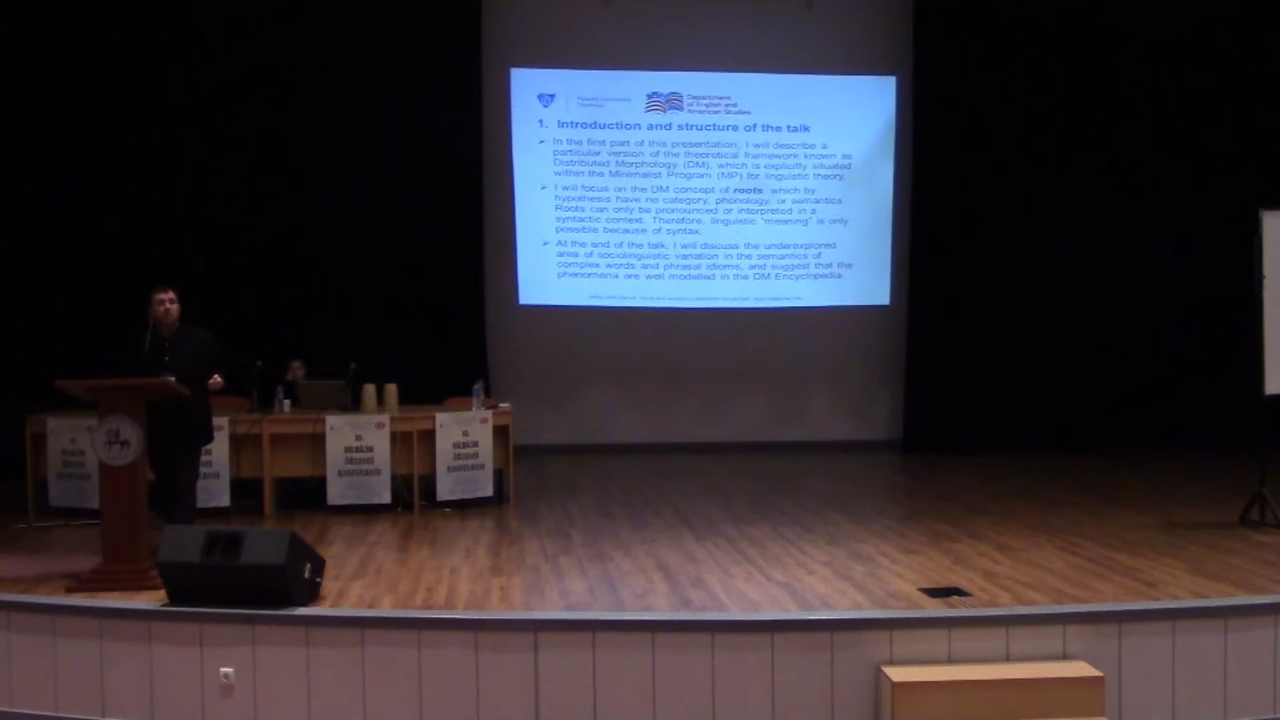 Department
of English and
American Studies
1. Introduction and structure of the talk
➢ In the first part of this presentation, I will describe a
particular version of the theoretical framework known as
Distributed Morphology (DM), which is explicitly situated
within the Minimalist Program (MP) for linguistic theory.
➢ I will focus on the DM concept of roots, which by
hypothesis have no category, phonology, or semantics.
Roots can only be pronounced or interpreted in a
syntactic context. Therefore, linguistic "meaning" is only
possible because of syntax.
➢ At the end of the talk, I will discuss the underexplored
area of sociolinguistic variation in the semantics of
complex words and phrasal idioms, and suggest that the
phenomena are well modelled in the DM Encyclopedia.